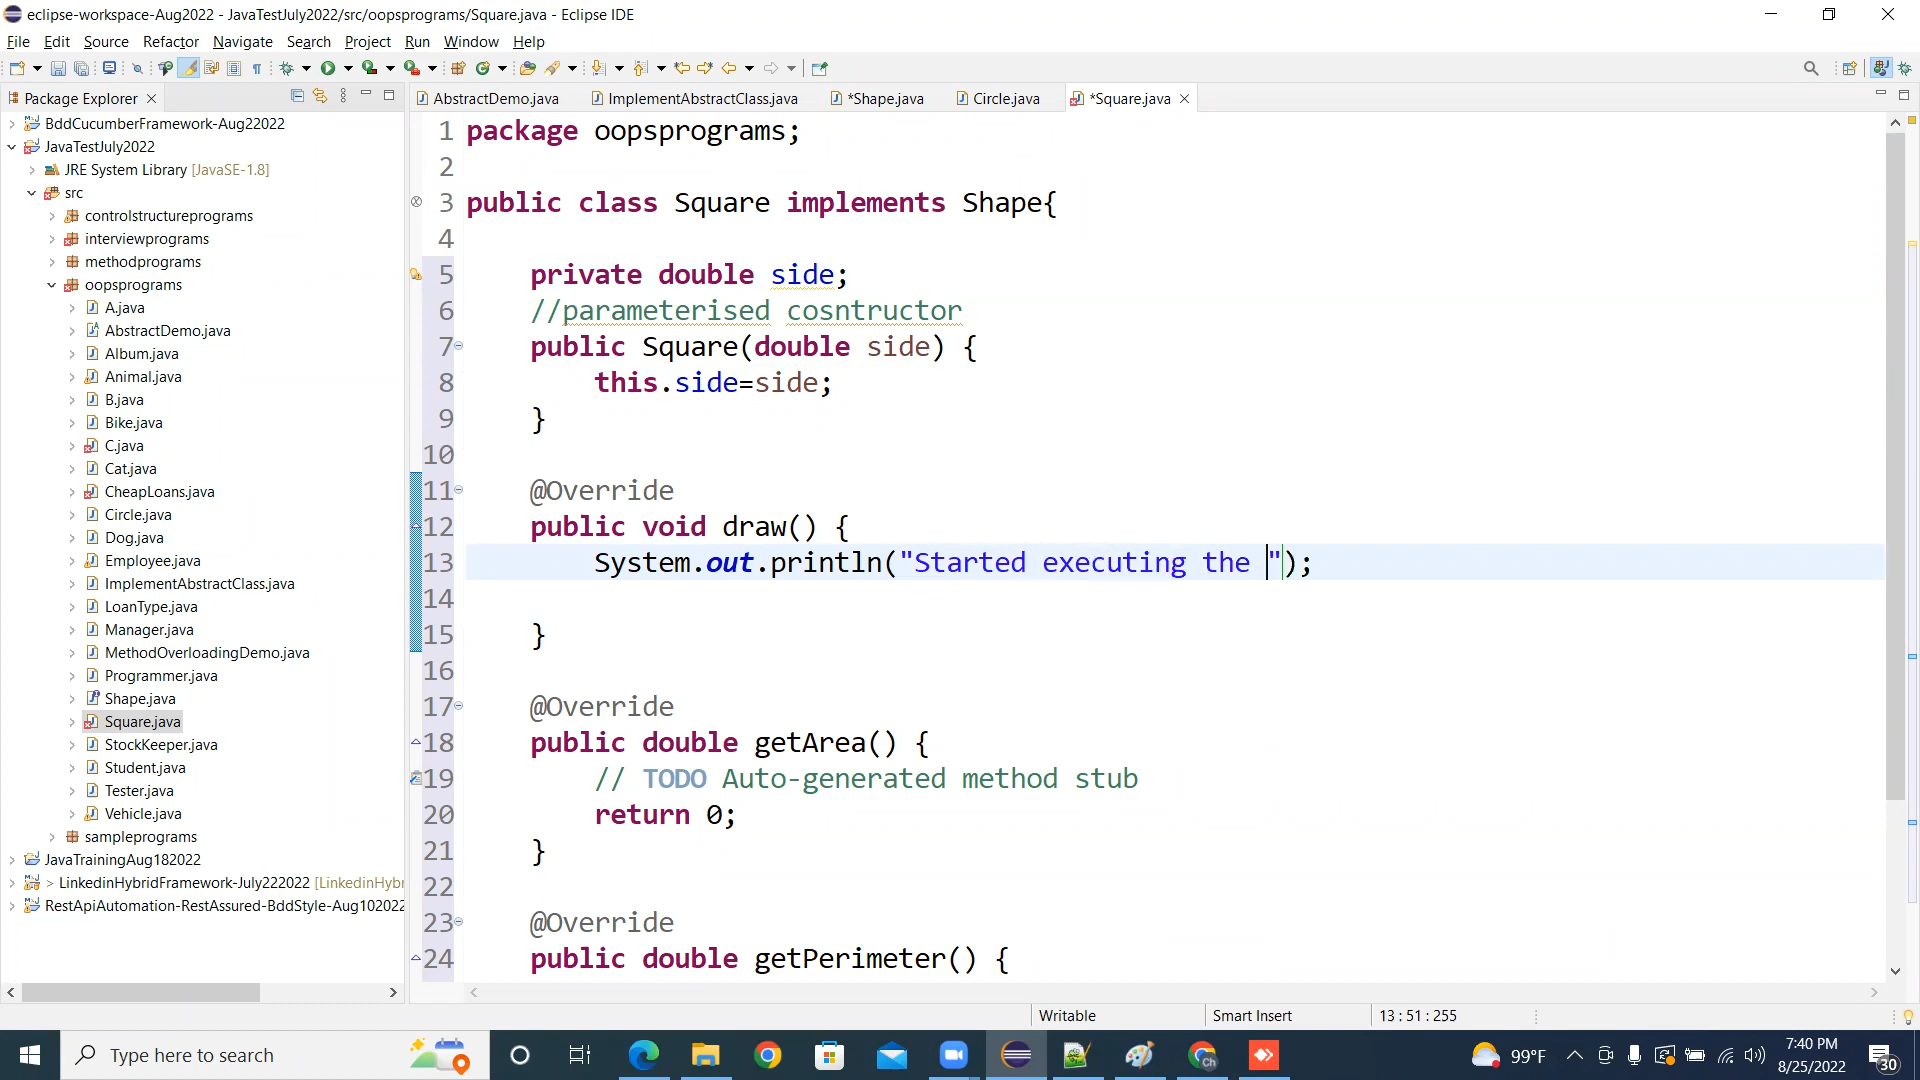 eclipse-workspace-Aug2022 - JavaTestJuly2022/src/oopsprograms/Square.java - Eclipse IDE
File Edit Source Refactor Navigate Search Project Run Window Help
Package Explorer
BddCucumberFramework-Aug22022
JavaTestJuly2022
JRE System Library [JavaSE-1.8]
src
controlstructureprograms
interviewprograms
methodprograms
oopsprograms
A.java
AbstractDemo.java
Album.java
Animal.java
B.java
Bike.java
C.java
Cat.java
CheapLoans.java
Circle.java
Dog.java
Employee.java
ImplementAbstractClass.java
LoanType.java
Manager.java
MethodOverloadingDemo.java
Programmer.java
Shape.java
Square.java
StockKeeper.java
Student.java
Tester.java
Vehicle.java
sampleprograms
JavaTrainingAug182022
> LinkedinHybridFramework-July222022 [LinkedinHybr
RestApiAutomation-RestAssured-BddStyle-Aug102022
AbstractDemo.java ImplementAbstractClass.java *Shape.java Circle.java *Square.java
1 package oopsprograms;
2
3 public class Square implements Shape{
4
5 private double side;
6 //parameterised cosntructor
7 public Square(double side) {
8 this.side=side;
9 }
10
11 @Override
12 public void draw() {
13 System.out.println("Started executing the ");
14
15 }
16
17 @Override
18 public double getArea() {
19 // TODO Auto-generated method stub
20 return 0;
21 }
22
23 @Override
24 public double getPerimeter() {
Writable Smart Insert 13 : 51 : 255
Type here to search
Ch
99°F
7:40 PM
8/25/2022
30